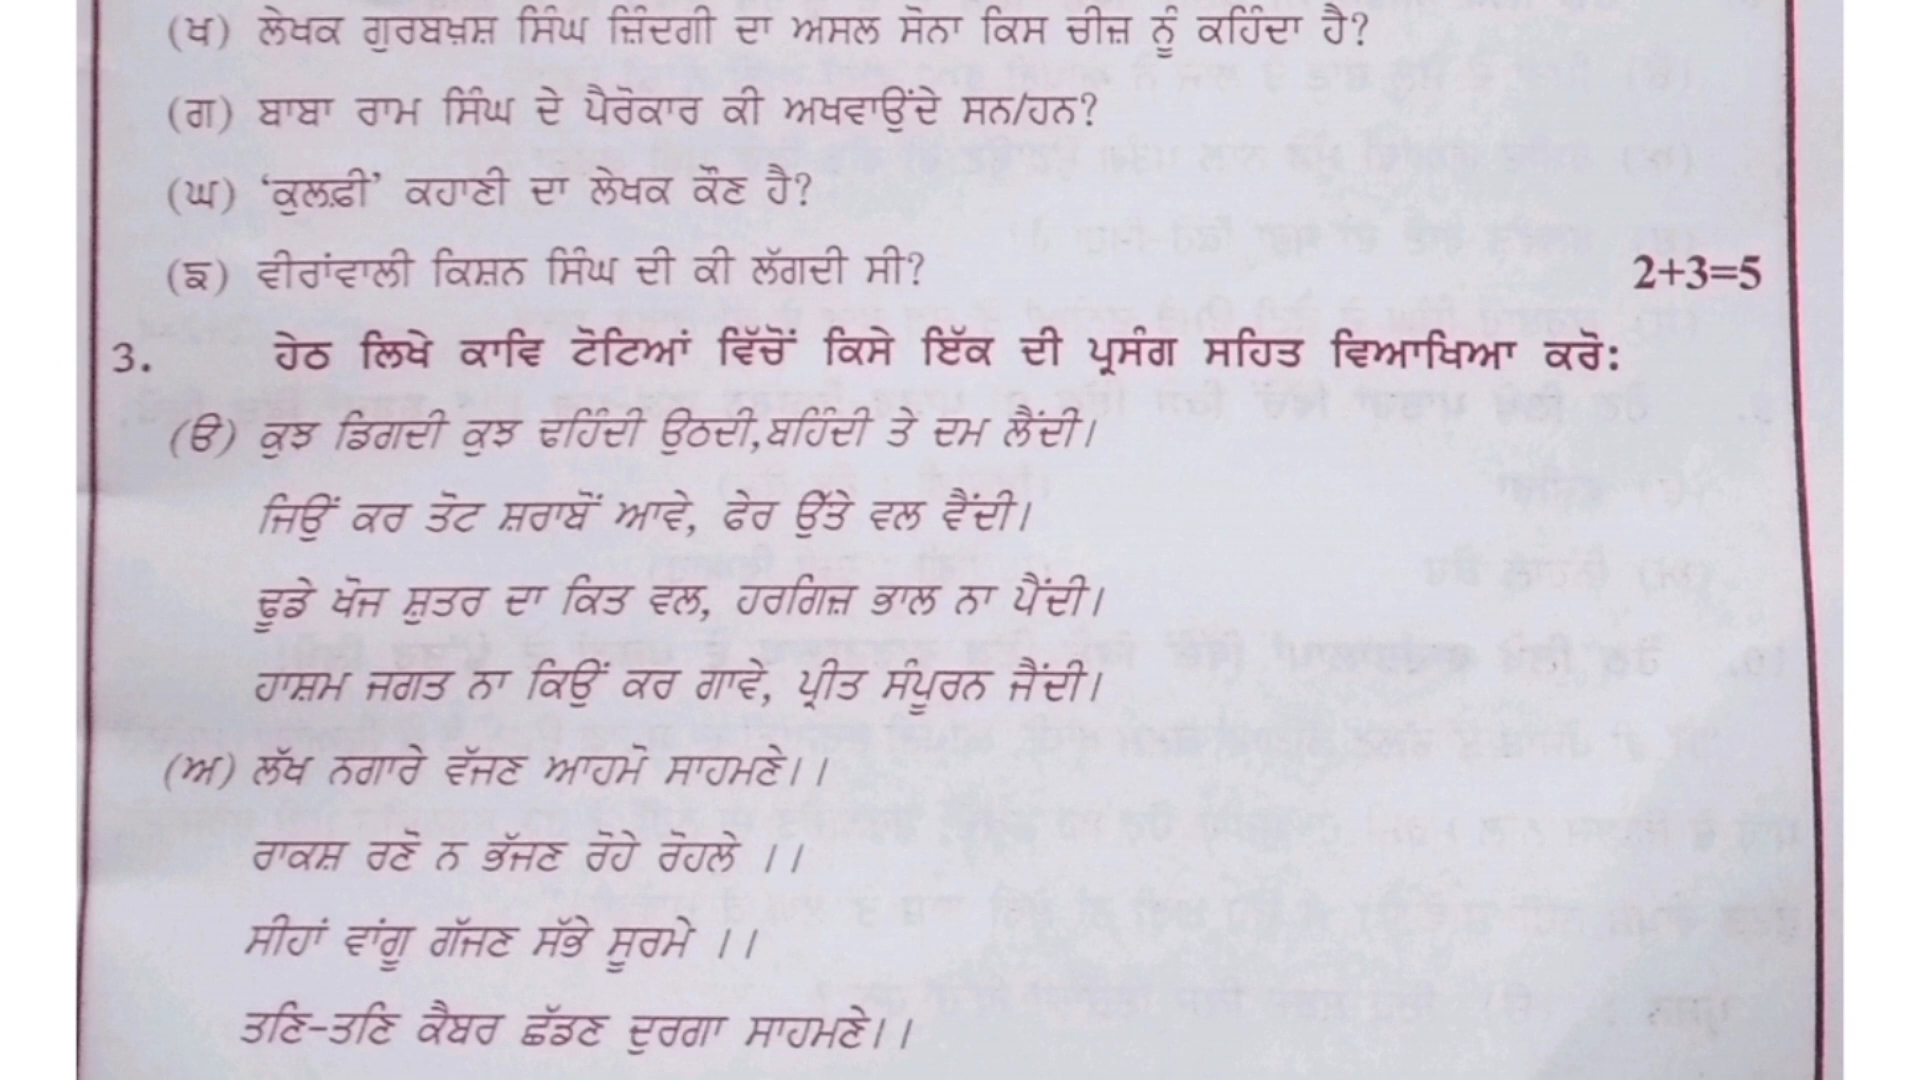 (ਖ) ਲੇਖਕ ਗੁਰਬਖ਼ਸ਼ ਸਿੰਘ ਜ਼ਿੰਦਗੀ ਦਾ ਅਸਲ ਸੋਨਾ ਕਿਸ ਚੀਜ਼ ਨੂੰ ਕਹਿੰਦਾ ਹੈ?
(ਗ) ਬਾਬਾ ਰਾਮ ਸਿੰਘ ਦੇ ਪੈਰੋਕਾਰ ਕੀ ਅਖਵਾਉਂਦੇ ਸਨ/ਹਨ?
(ਘ) ‘ਕੁਲਫ਼ੀ’ ਕਹਾਣੀ ਦਾ ਲੇਖਕ ਕੌਣ ਹੈ?
(ਙ) ਵੀਰਾਂਵਾਲੀ ਕਿਸ਼ਨ ਸਿੰਘ ਦੀ ਕੀ ਲੱਗਦੀ ਸੀ? 2+3=5
3. ਹੇਠ ਲਿਖੇ ਕਾਵਿ ਟੋਟਿਆਂ ਵਿੱਚੋਂ ਕਿਸੇ ਇੱਕ ਦੀ ਪ੍ਰਸੰਗ ਸਹਿਤ ਵਿਆਖਿਆ ਕਰੋ:
(ੳ) ਕੁਝ ਡਿਗਦੀ ਕੁਝ ਢਹਿੰਦੀ ਉਠਦੀ,ਬਹਿੰਦੀ ਤੇ ਦਮ ਲੈਂਦੀ।
ਜਿਉਂ ਕਰ ਤੋਟ ਸ਼ਰਾਬੋਂ ਆਵੇ, ਫੇਰ ਉੱਤੇ ਵਲ ਵੈਂਦੀ।
ਢੂਡੇ ਖੋਜ ਸ਼ੁਤਰ ਦਾ ਕਿਤ ਵਲ, ਹਰਗਿਜ਼ ਭਾਲ ਨਾ ਪੈਂਦੀ।
ਹਾਸ਼ਮ ਜਗਤ ਨਾ ਕਿਉਂ ਕਰ ਗਾਵੇ, ਪ੍ਰੀਤ ਸੰਪੂਰਨ ਜੈਂਦੀ।
(ਅ) ਲੱਖ ਨਗਾਰੇ ਵੱਜਣ ਆਹਮੋ ਸਾਹਮਣੇ।।
ਰਾਕਸ਼ ਰਣੋ ਨ ਭੱਜਣ ਰੋਹੇ ਰੋਹਲੇ ।।
ਸੀਹਾਂ ਵਾਂਗੂ ਗੱਜਣ ਸੱਭੇ ਸੂਰਮੇ ।।
ਤਣਿ-ਤਣਿ ਕੈਬਰ ਛੱਡਣ ਦੁਰਗਾ ਸਾਹਮਣੇ।।